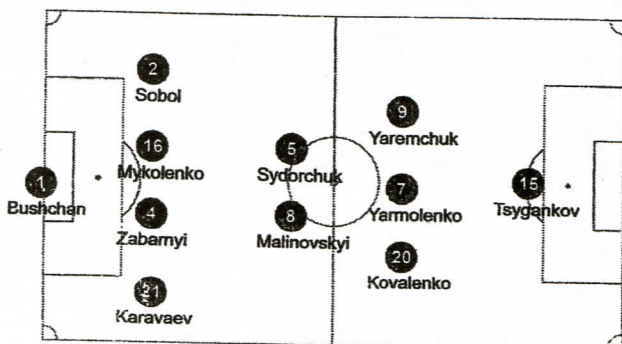 2
Sobol
16
Mykolenko
1
Bushchan
4
Zabarnyi
21
Karavaev
5
Sydorchuk
8
Malinovskyi
9
Yaremchuk
7
Yarmolenko
20
Kovalenko
15
Tsygankov